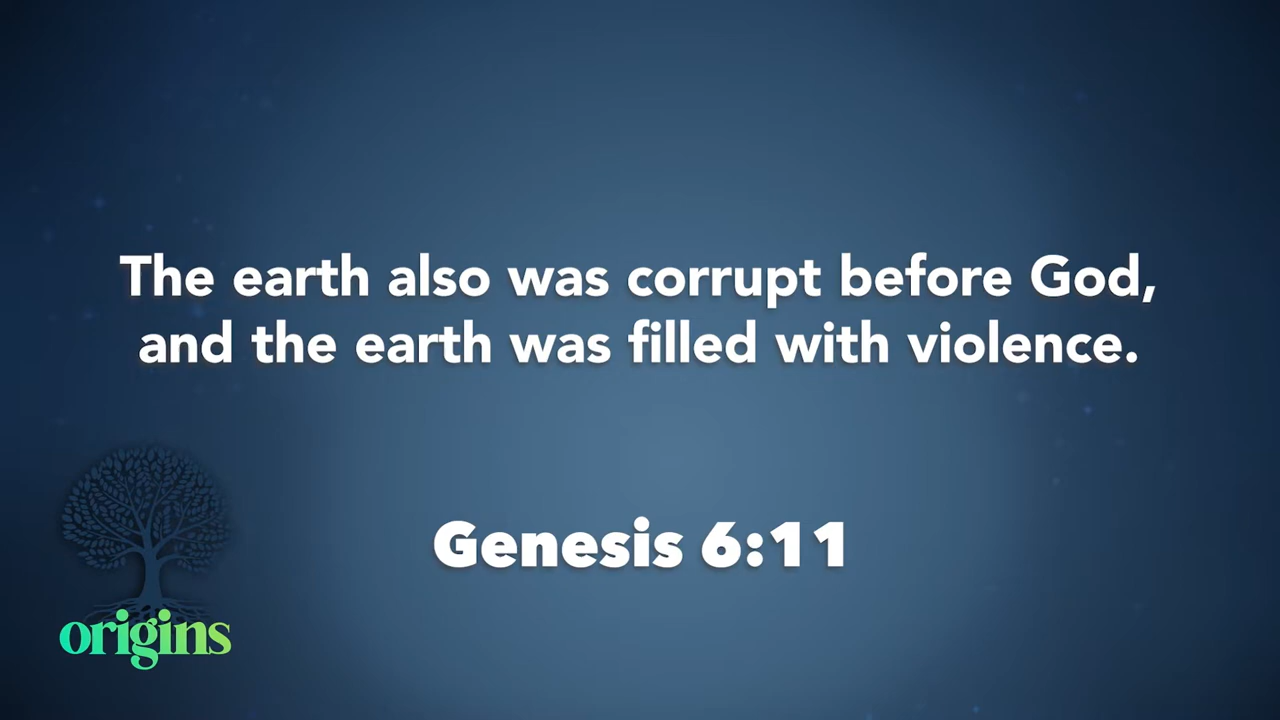 The earth also was corrupt before God,
and the earth was filled with violence.
Genesis 6:11
origins